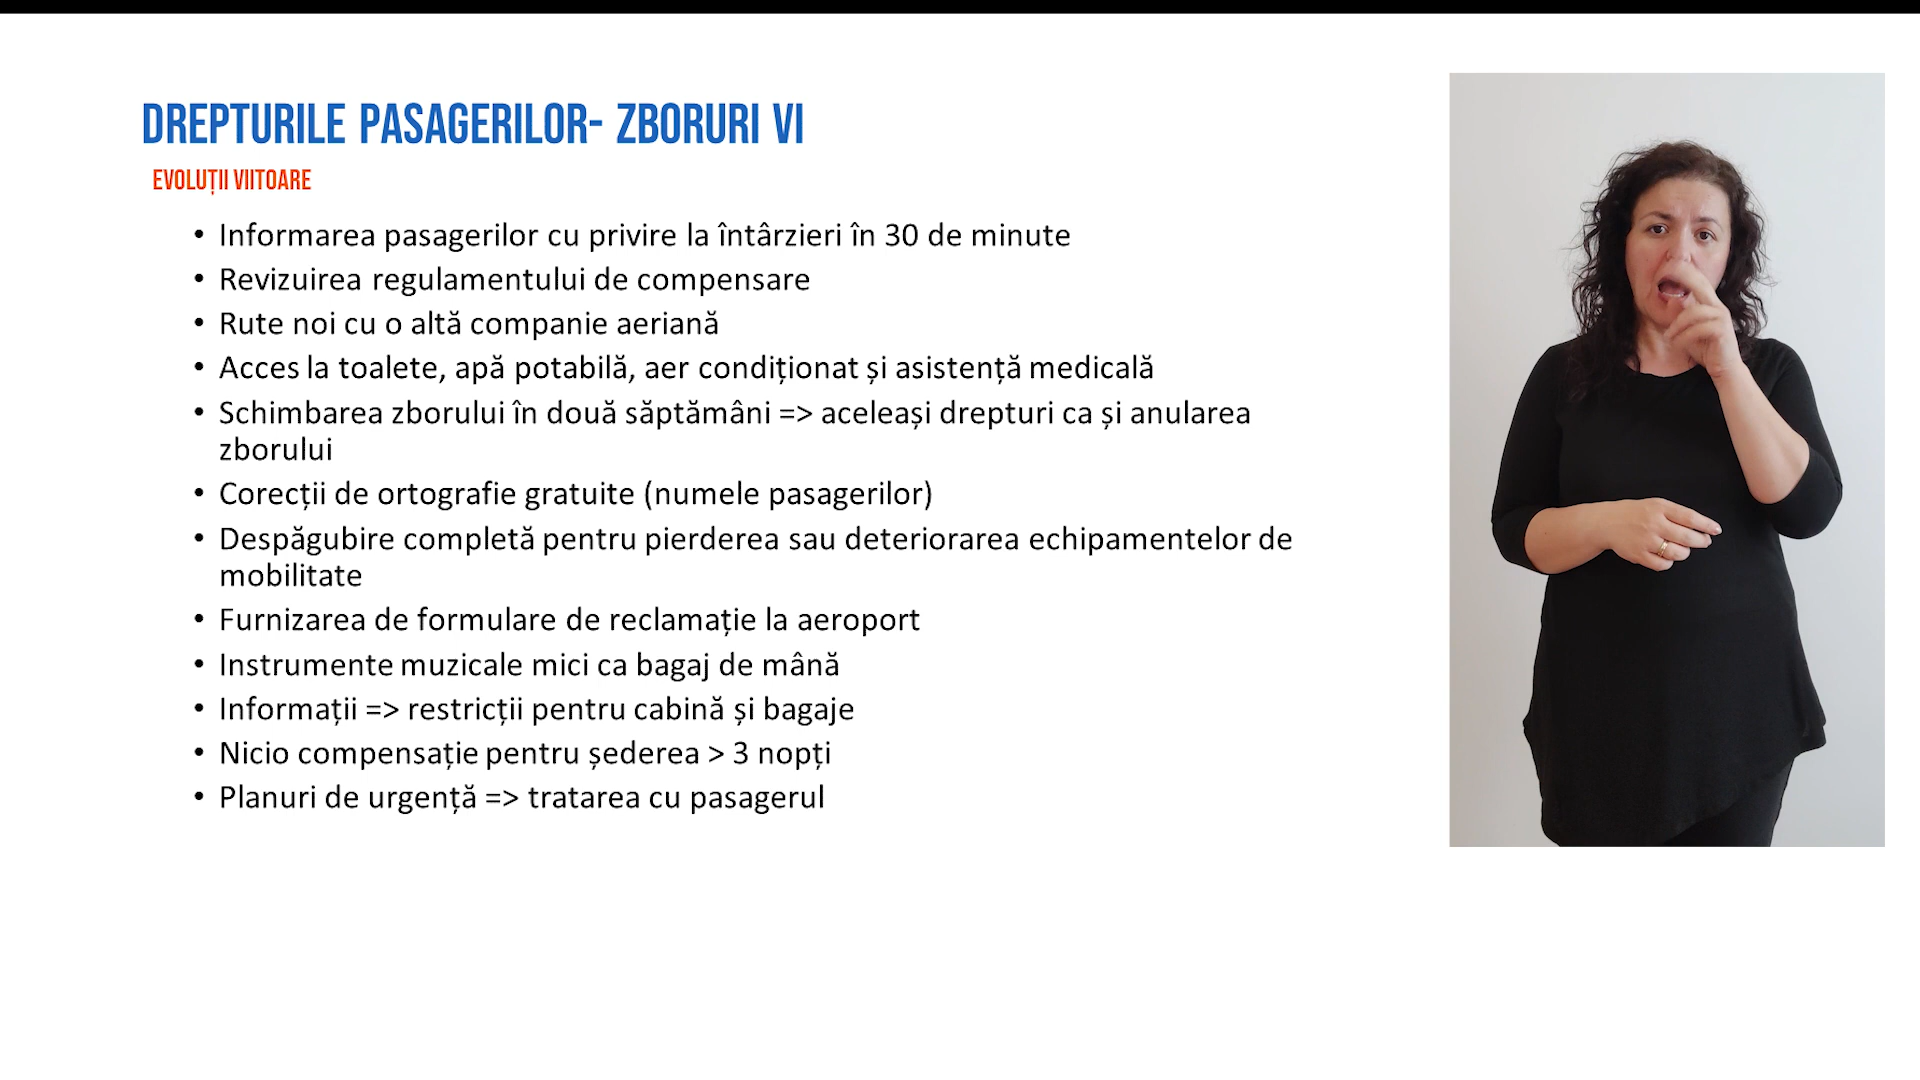 DREPTURILE PASAGERILOR- ZBORURI VI
EVOLUȚII VIITOARE
• Informarea pasagerilor cu privire la întârzieri în 30 de minute
• Revizuirea regulamentului de compensare
• Rute noi cu o altă companie aeriană
• Acces la toalete, apă potabilă, aer condiționat și asistență medicală
• Schimbarea zborului în două săptămâni => aceleași drepturi ca și anularea
zborului
• Corecții de ortografie gratuite (numele pasagerilor)
• Despăgubire completă pentru pierderea sau deteriorarea echipamentelor de
mobilitate
• Furnizarea de formulare de reclamație la aeroport
• Instrumente muzicale mici ca bagaj de mână
• Informații => restricții pentru cabină și bagaje
• Nicio compensație pentru șederea > 3 nopți
• Planuri de urgență => tratarea cu pasagerul